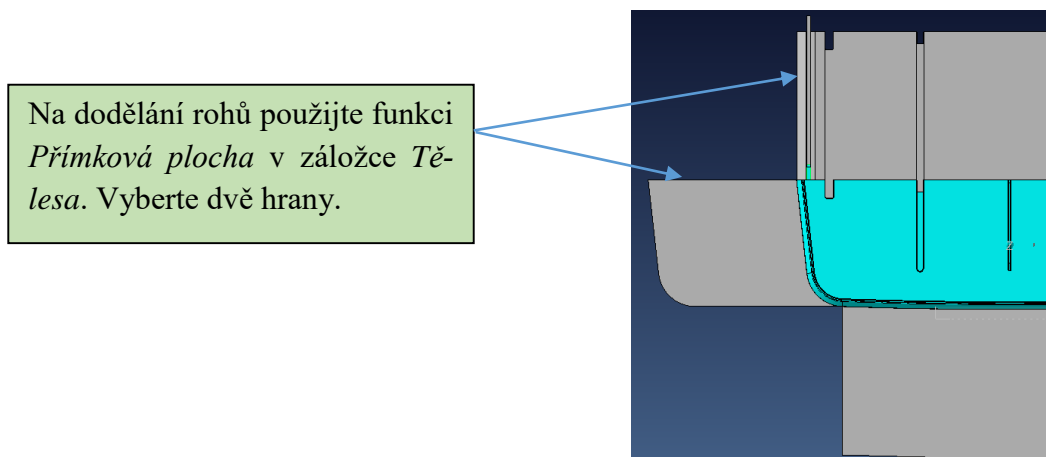 Na dodělání rohů použijte funkci
Přímková plocha v záložce Tě-
lesa. Vyberte dvě hrany.
Z